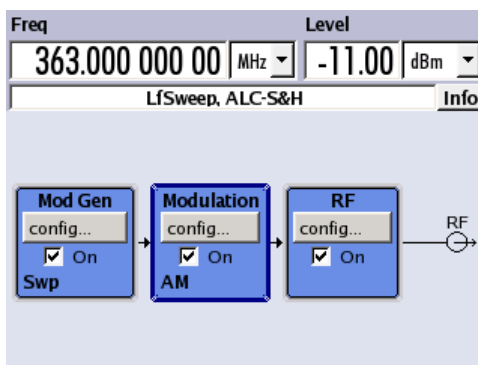 Freq Level
363.000 000 00 MHz -11.00 dBm
LfSweep, ALC-S&H Info
Mod Gen Modulation RF
config... config... config... RF
On On On
Swp AM